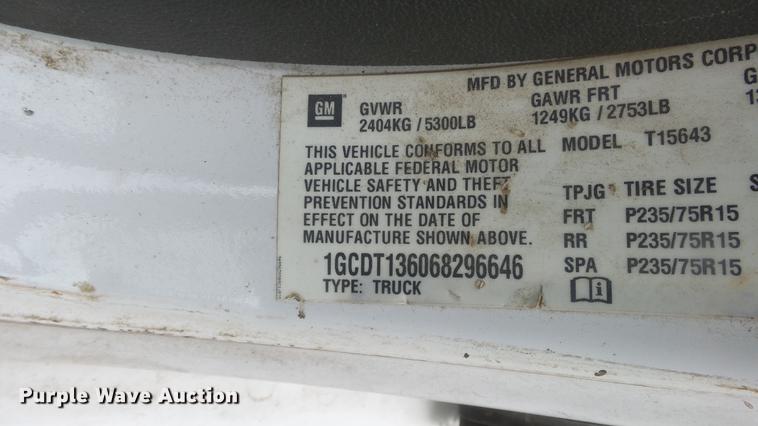 MFD BY GENERAL MOTORS CORP
GM GVWR GAWR FRT G
2404KG / 5300LB 1249KG / 2753LB
THIS VEHICLE CONFORMS TO ALL
APPLICABLE FEDERAL MOTOR
VEHICLE SAFETY AND THEFT
PREVENTION STANDARDS IN
EFFECT ON THE DATE OF
MANUFACTURE SHOWN ABOVE.
1GCDT136068296646
TYPE: TRUCK
MODEL T15643
TPJG TIRE SIZE S
FRT P235/75R15
RR P235/75R15
SPA P235/75R15
Purple Wave Auction